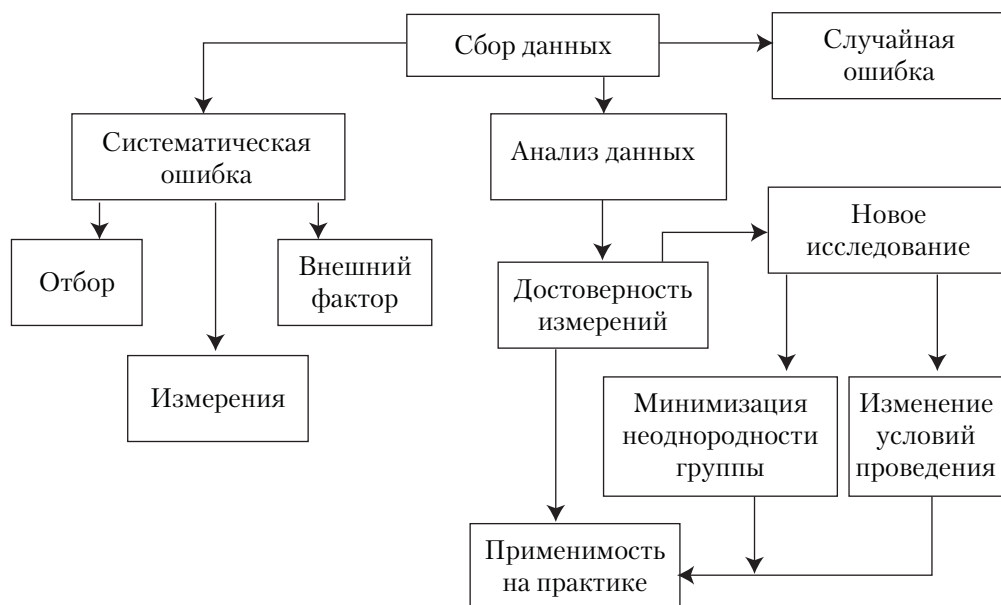 Сбор данных
Случайная
ошибка
Систематическая
ошибка
Анализ данных
Новое
исследование
Отбор
Внешний
фактор
Достоверность
измерений
Измерения
Минимизация
неоднородности
группы
Изменение
условий
проведения
Применимость
на практике